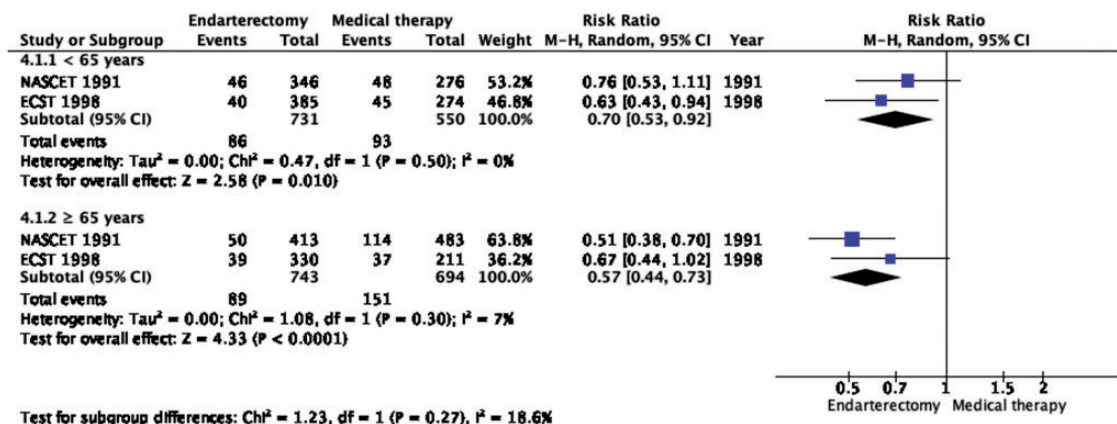 Endarterectomy Medical therapy Risk Ratio Risk Ratio
Study or Subgroup Events Total Events Total Weight M-H, Random, 95% CI Year M-H, Random, 95% CI
4.1.1 < 65 years
NASCET 1991 46 346 48 276 53.2% 0.76 [0.53, 1.11] 1991
ECST 1998 40 385 45 274 46.8% 0.63 [0.43, 0.94] 1998
Subtotal (95% CI) 731 550 100.0% 0.70 [0.53, 0.92]
Total events 86 93
Heterogeneity: Tau² = 0.00; Chi² = 0.47, df = 1 (P = 0.50); I² = 0%
Test for overall effect: Z = 2.58 (P = 0.010)
4.1.2 ≥ 65 years
NASCET 1991 50 413 114 483 63.8% 0.51 [0.38, 0.70] 1991
ECST 1998 39 330 37 211 36.2% 0.67 [0.44, 1.02] 1998
Subtotal (95% CI) 743 694 100.0% 0.57 [0.44, 0.73]
Total events 89 151
Heterogeneity: Tau² = 0.00; Chi² = 1.08, df = 1 (P = 0.30); I² = 7%
Test for overall effect: Z = 4.33 (P < 0.0001)
0.5 0.7 1 1.5 2
Endarterectomy Medical therapy
Test for subgroup differences: Chi² = 1.23, df = 1 (P = 0.27), I² = 18.6%